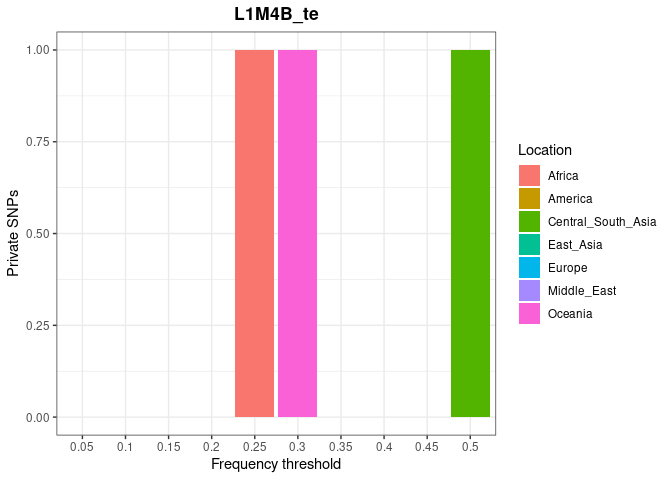 L1M4B_te
1.00
0.75
0.50
0.25
0.00
Private SNPs
0.05 0.1 0.15 0.2 0.25 0.3 0.35 0.4 0.45 0.5
Frequency threshold
Location
Africa
America
Central_South_Asia
East_Asia
Europe
Middle_East
Oceania